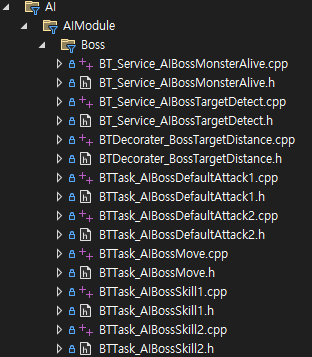 AI
AIModule
Boss
BT_Service_AIBossMonsterAlive.cpp
BT_Service_AIBossMonsterAlive.h
BT_Service_AIBossTargetDetect.cpp
BT_Service_AIBossTargetDetect.h
BTDecorater_BossTargetDistance.cpp
BTDecorater_BossTargetDistance.h
BTTask_AIBossDefaultAttack1.cpp
BTTask_AIBossDefaultAttack1.h
BTTask_AIBossDefaultAttack2.cpp
BTTask_AIBossDefaultAttack2.h
BTTask_AIBossMove.cpp
BTTask_AIBossMove.h
BTTask_AIBossSkill1.cpp
BTTask_AIBossSkill1.h
BTTask_AIBossSkill2.cpp
BTTask_AIBossSkill2.h